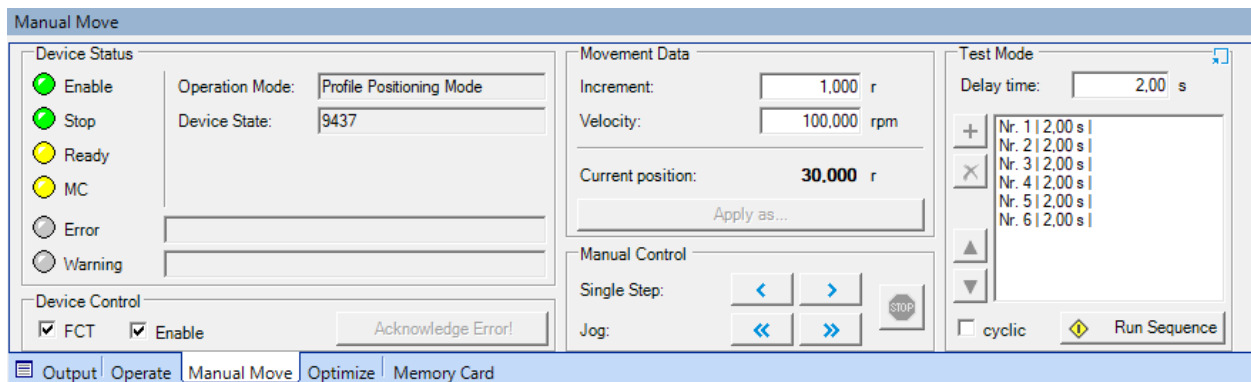 Manual Move
Device Status
Enable
Operation Mode: Profile Positioning Mode
Stop
Device State: 9437
Ready
MC
Error
Warning
Device Control
FCT Enable Acknowledge Error!
Movement Data
Increment: 1,000 r
Velocity: 100,000 rpm
Current position: 30,000 r
Apply as...
Manual Control
Single Step: < >
STOP
Jog: « »
Test Mode
Delay time: 2,00 s
Nr. 1 | 2,00 s |
Nr. 2 | 2,00 s |
Nr. 3 | 2,00 s |
Nr. 4 | 2,00 s |
Nr. 5 | 2,00 s |
Nr. 6 | 2,00 s |
cyclic Run Sequence
Output Operate Manual Move Optimize Memory Card